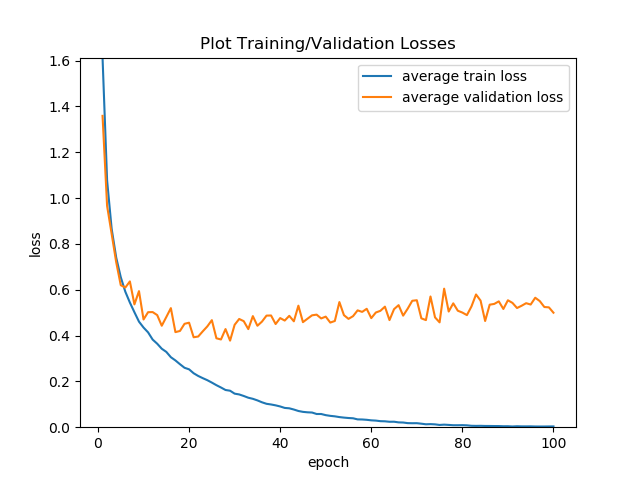 Plot Training/Validation Losses
average train loss
average validation loss
1.6
1.4
1.2
1.0
0.8
0.6
0.4
0.2
0.0
loss
0 20 40 60 80 100
epoch